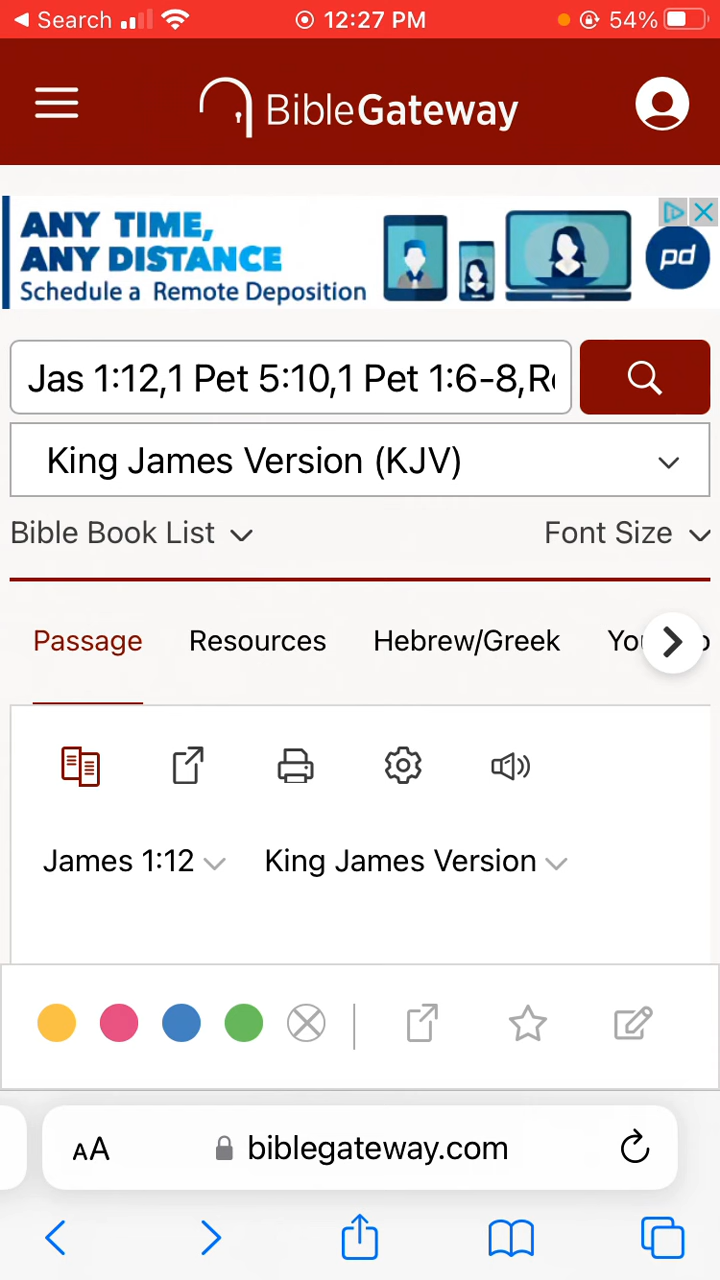 Search 12:27 PM 54%
BibleGateway
ANY TIME,
ANY DISTANCE
Schedule a Remote Deposition
pd
Jas 1:12,1 Pet 5:10,1 Pet 1:6-8,R
King James Version (KJV)
Bible Book List Font Size
Passage Resources Hebrew/Greek Yo
James 1:12 King James Version
AA biblegateway.com